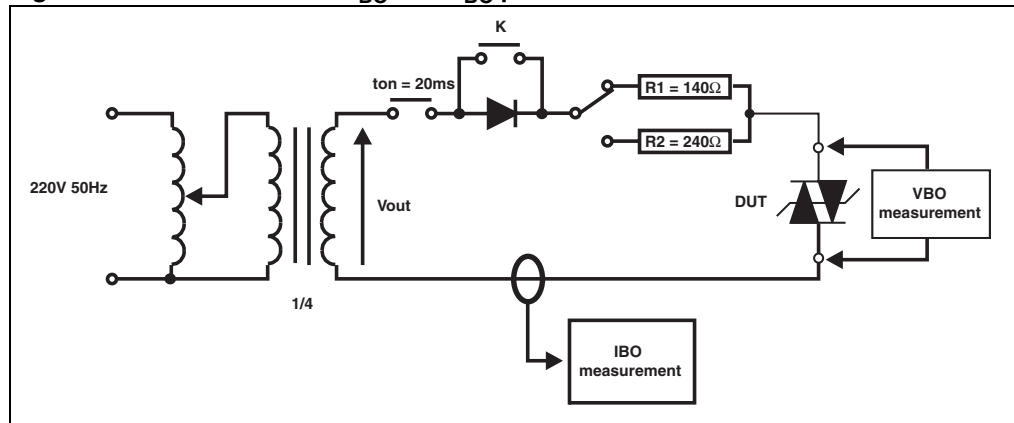 K
ton = 20ms
R1 = 140Ω
R2 = 240Ω
220V 50Hz
Vout
DUT
VBO
measurement
1/4
IBO
measurement